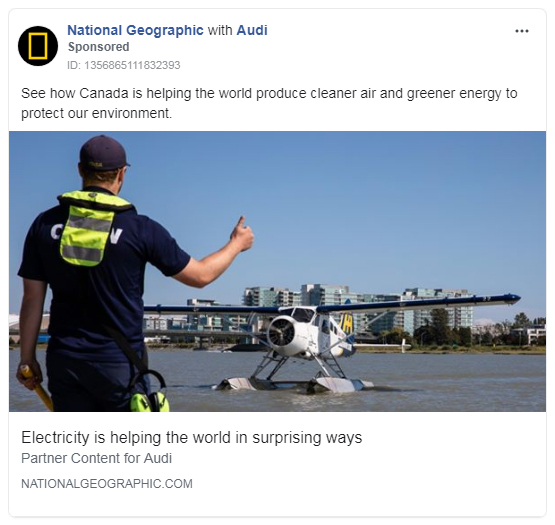 National Geographic with Audi
Sponsored
ID: 1356865111832393
See how Canada is helping the world produce cleaner air and greener energy to
protect our environment.
Electricity is helping the world in surprising ways
Partner Content for Audi
NATIONALGEOGRAPHIC.COM